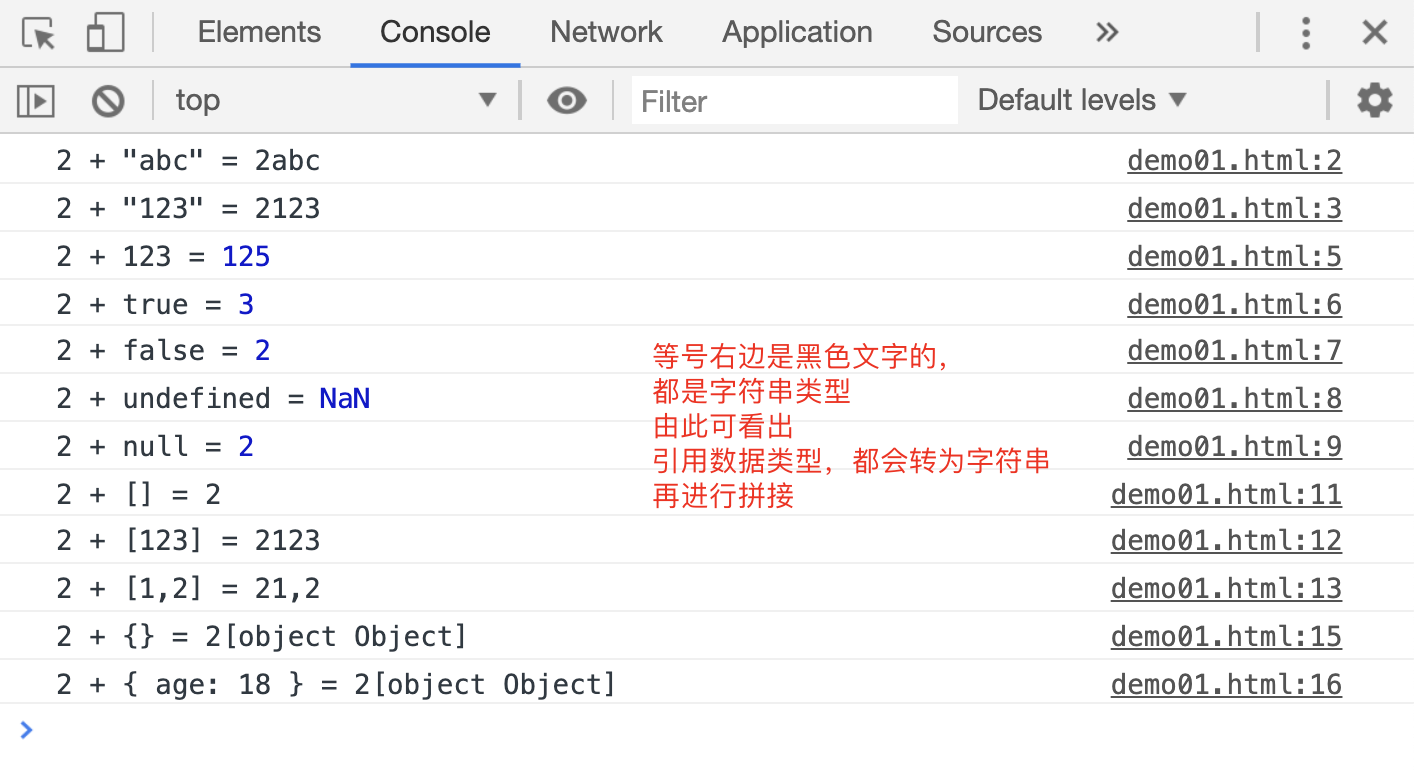 Elements Console Network Application Sources
top Filter Default levels
2 + "abc" = 2abc demo01.html:2
2 + "123" = 2123 demo01.html:3
2 + 123 = 125 demo01.html:5
2 + true = 3 demo01.html:6
2 + false = 2 demo01.html:7
2 + undefined = NaN demo01.html:8
2 + null = 2 demo01.html:9
2 + [] = 2 demo01.html:11
2 + [123] = 2123 demo01.html:12
2 + [1,2] = 21,2 demo01.html:13
2 + {} = 2[object Object] demo01.html:15
2 + { age: 18 } = 2[object Object] demo01.html:16
等号右边是黑色文字的，
都是字符串类型
由此可看出
引用数据类型，都会转为字符串
再进行拼接